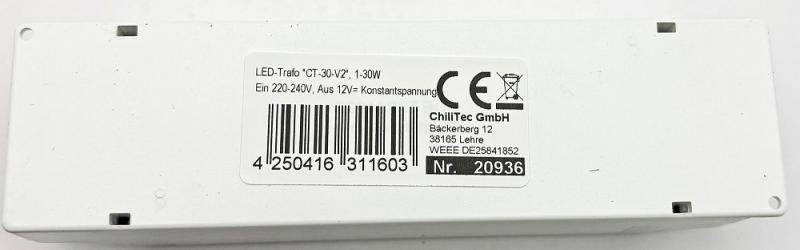 LED-Trafo "CT-30-V2", 1-30W
Ein 220-240V, Aus 12V= Konstantspannung
CE
ChiliTec GmbH
Bäckerberg 12
38165 Lehre
WEEE DE25841852
4 250416 311603
Nr. 20936